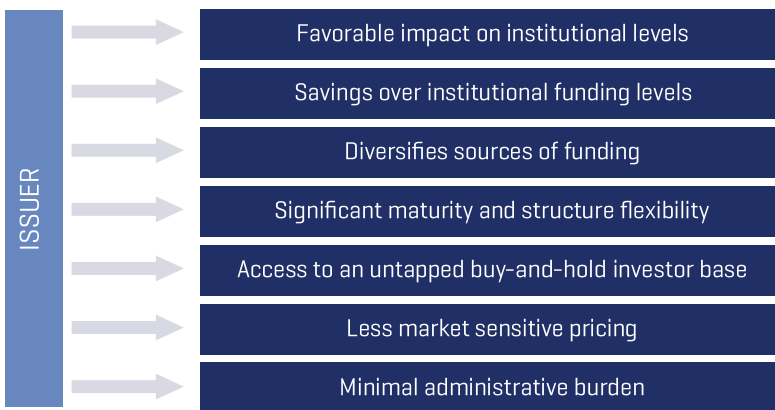 ISSUER
Favorable impact on institutional levels
Savings over institutional funding levels
Diversifies sources of funding
Significant maturity and structure flexibility
Access to an untapped buy-and-hold investor base
Less market sensitive pricing
Minimal administrative burden